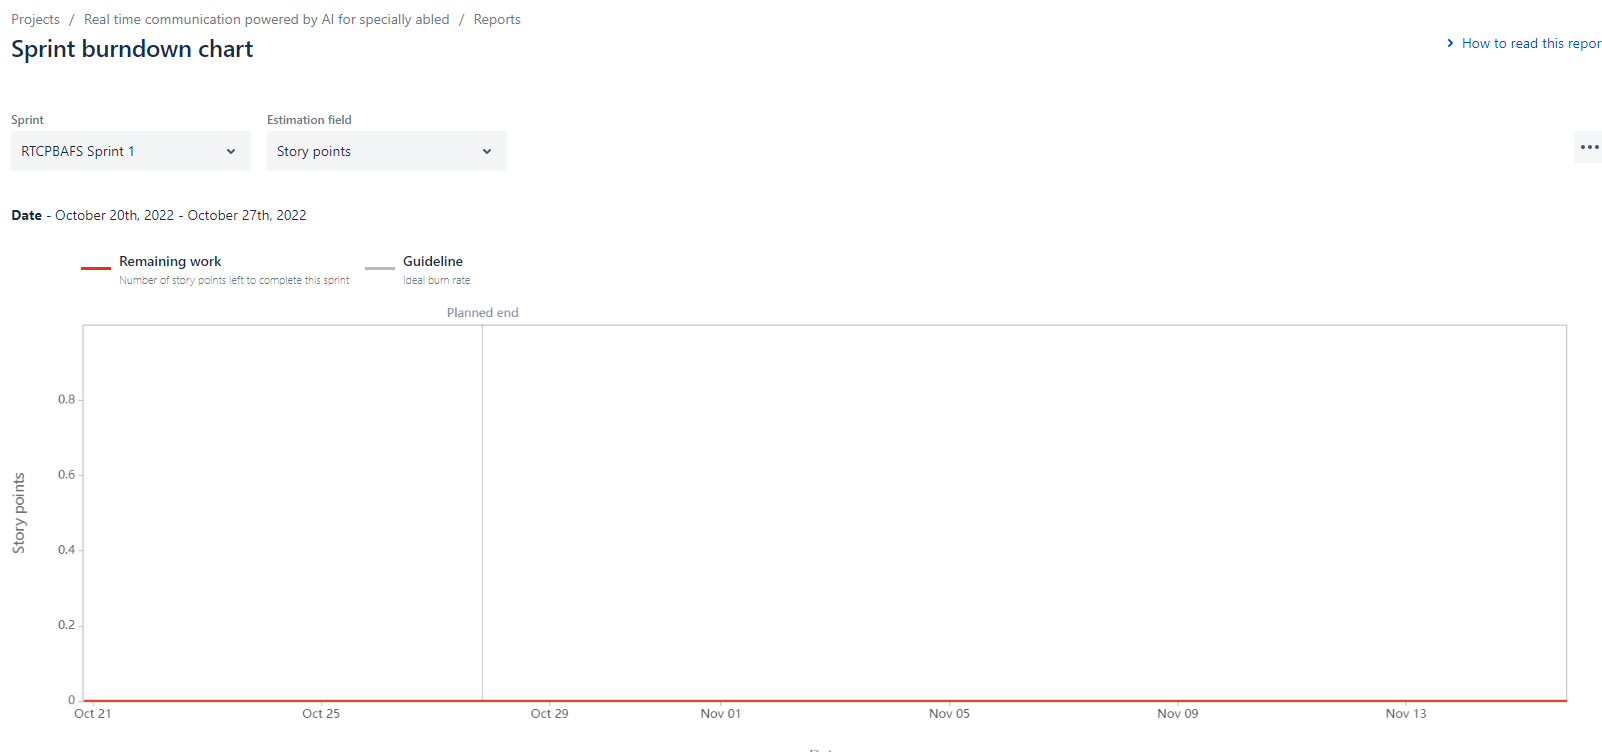 Projects / Real time communication powered by AI for specially abled / Reports
Sprint burndown chart
How to read this repor
Sprint
Estimation field
RTCPBAFS Sprint 1
Story points
Date - October 20th, 2022 - October 27th, 2022
Remaining work
Number of story points left to complete this sprint
Guideline
Ideal burn rate
Planned end
Story points
0.8
0.6
0.4
0.2
0
Oct 21
Oct 25
Oct 29
Nov 01
Nov 05
Nov 09
Nov 13